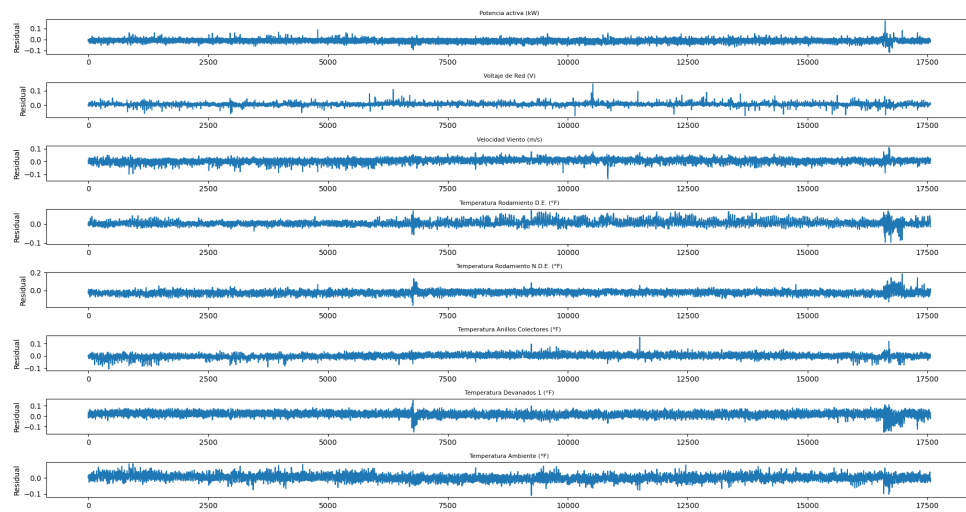 Potencia activa (kW)
Residual
0.1
0.0
−0.1
0 2500 5000 7500 10000 12500 15000 17500
Voltaje de Red (V)
Residual
0.1
0.0
0 2500 5000 7500 10000 12500 15000 17500
Velocidad Viento (m/s)
Residual
0.1
0.0
−0.1
0 2500 5000 7500 10000 12500 15000 17500
Temperatura Rodamiento D.E. (°F)
Residual
0.0
−0.1
0 2500 5000 7500 10000 12500 15000 17500
Temperatura Rodamiento N.D.E. (°F)
Residual
0.2
0.0
0 2500 5000 7500 10000 12500 15000 17500
Temperatura Anillos Colectores (°F)
Residual
0.1
0.0
−0.1
0 2500 5000 7500 10000 12500 15000 17500
Temperatura Devanados 1 (°F)
Residual
0.1
0.0
−0.1
0 2500 5000 7500 10000 12500 15000 17500
Temperatura Ambiente (°F)
Residual
0.0
−0.1
0 2500 5000 7500 10000 12500 15000 17500